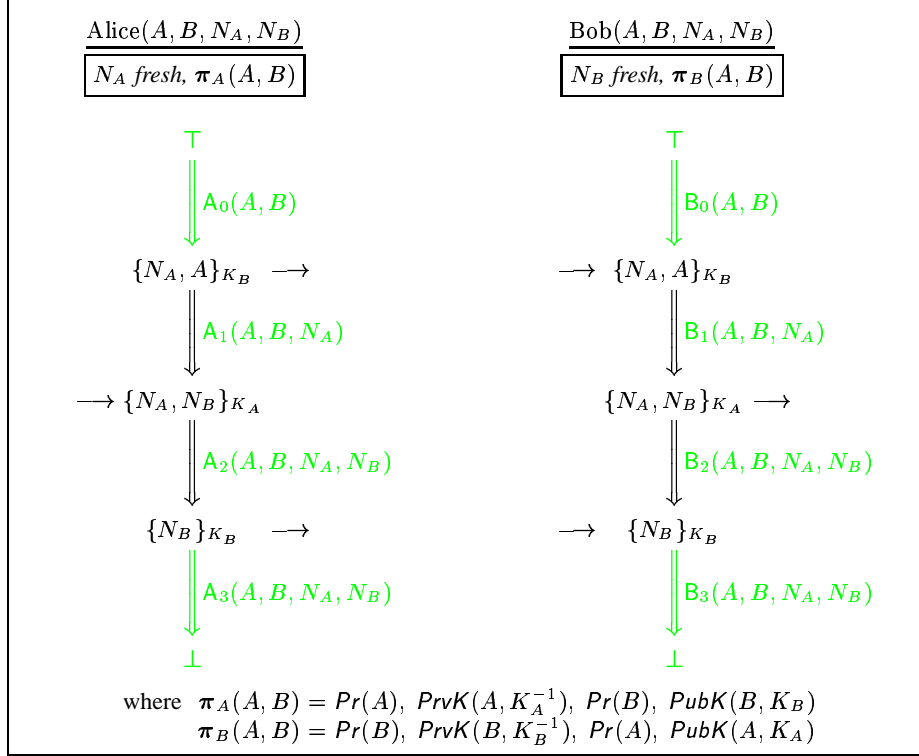 Alice(A, B, N_A, N_B) Bob(A, B, N_A, N_B)
N_A fresh, π_A(A, B) N_B fresh, π_B(A, B)
⊤ ⊤
A_0(A, B) B_0(A, B)
{N_A, A}_{K_B} ⟶ ⟶ {N_A, A}_{K_B}
A_1(A, B, N_A) B_1(A, B, N_A)
⟶ {N_A, N_B}_{K_A} {N_A, N_B}_{K_A} ⟶
A_2(A, B, N_A, N_B) B_2(A, B, N_A, N_B)
{N_B}_{K_B} ⟶ ⟶ {N_B}_{K_B}
A_3(A, B, N_A, N_B) B_3(A, B, N_A, N_B)
⊥ ⊥
where π_A(A, B) = Pr(A), PrvK(A, K_A^{-1}), Pr(B), PubK(B, K_B)
π_B(A, B) = Pr(B), PrvK(B, K_B^{-1}), Pr(A), PubK(A, K_A)